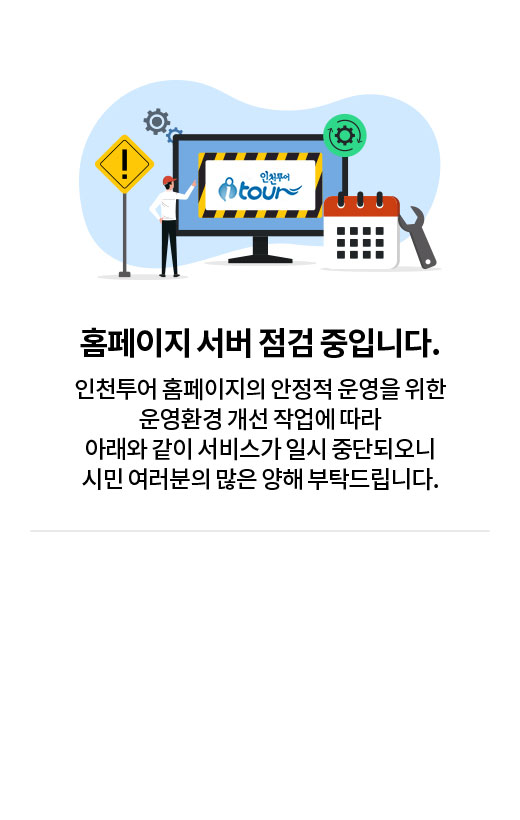 인천투어
itour
홈페이지 서버 점검 중입니다.
인천투어 홈페이지의 안정적 운영을 위한
운영환경 개선 작업에 따라
아래와 같이 서비스가 일시 중단되오니
시민 여러분의 많은 양해 부탁드립니다.